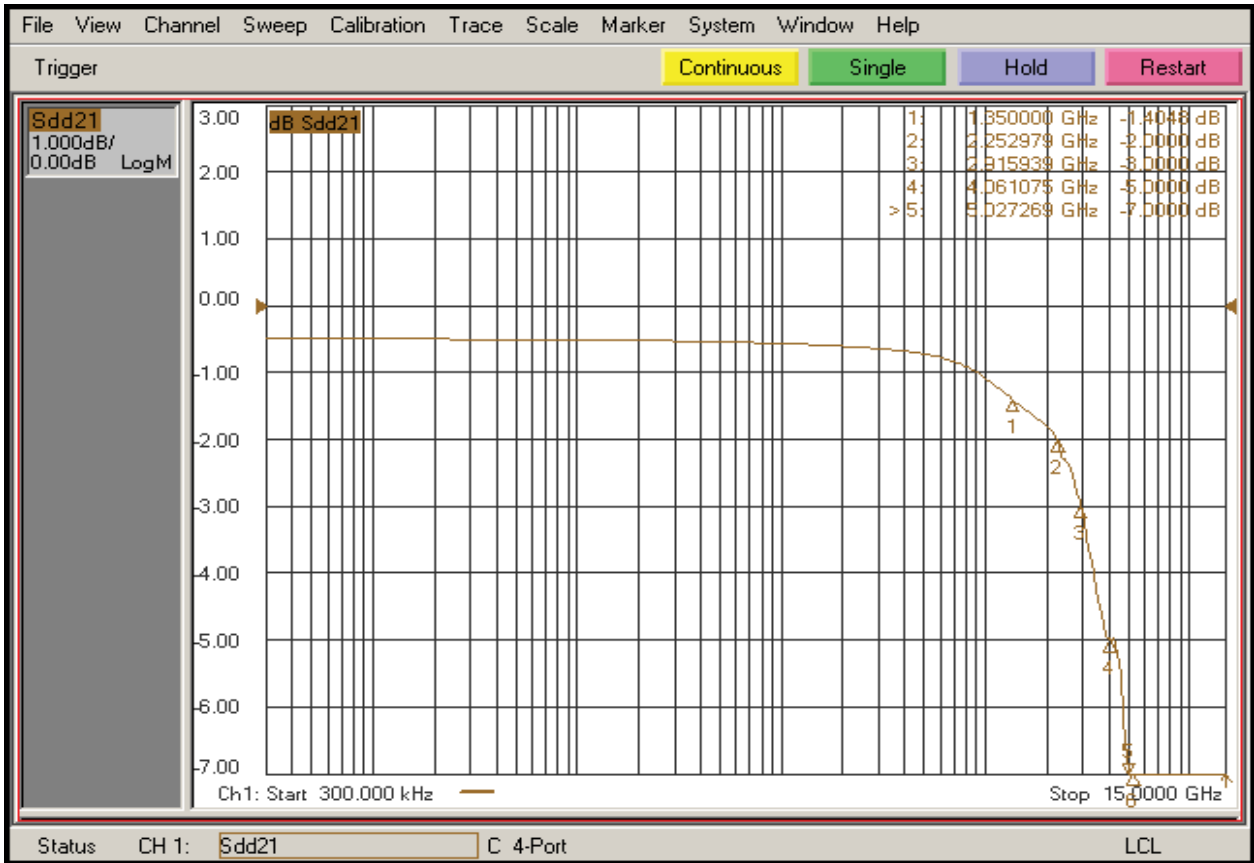 File View Channel Sweep Calibration Trace Scale Marker System Window Help
Trigger Continuous Single Hold Restart
Sdd21
1.000dB/
0.00dB LogM
dB Sdd21
3.00
2.00
1.00
0.00
-1.00
-2.00
-3.00
-4.00
-5.00
-6.00
-7.00
1: 1.350000 GHz -1.4048 dB
2: 2.252979 GHz -2.0000 dB
3: 2.915939 GHz -3.0000 dB
4: 4.061075 GHz -5.0000 dB
> 5: 5.027269 GHz -7.0000 dB
1
2
3
4
5
6
Ch1: Start 300.000 kHz
Stop 15.0000 GHz
Status CH 1: Sdd21 C 4-Port LCL